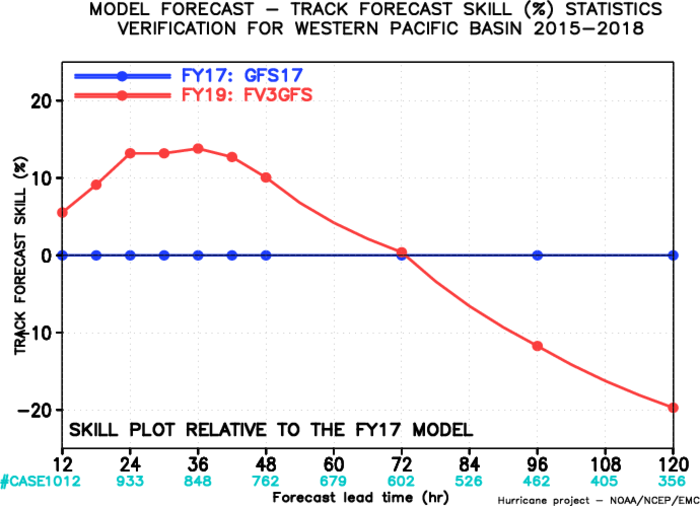 MODEL FORECAST – TRACK FORECAST SKILL (%) STATISTICS
VERIFICATION FOR WESTERN PACIFIC BASIN 2015–2018
FY17: GFS17
FY19: FV3GFS
TRACK FORECAST SKILL (%)
20
10
0
–10
–20
SKILL PLOT RELATIVE TO THE FY17 MODEL
12 24 36 48 60 72 84 96 108 120
#CASE1012 933 848 762 679 602 526 462 405 356
Forecast lead time (hr)
Hurricane project – NOAA/NCEP/EMC